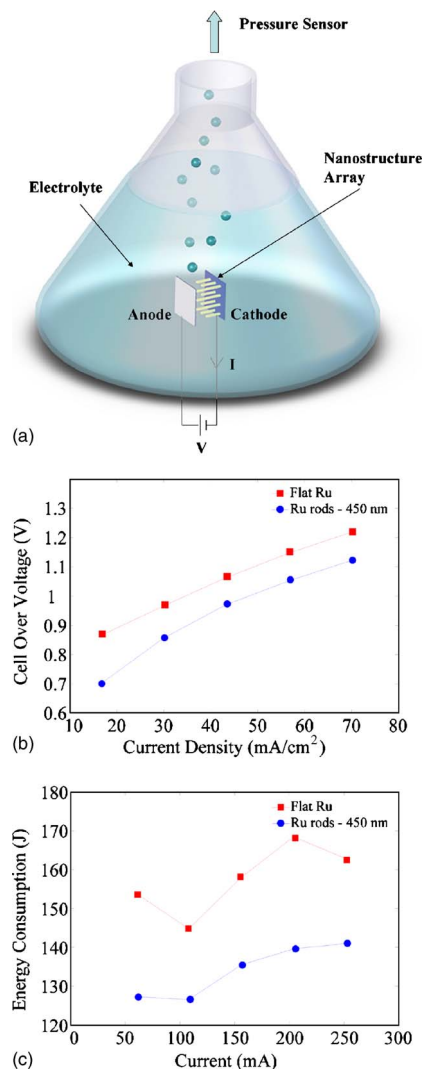 Pressure Sensor
Nanostructure
Array
Electrolyte
Anode
Cathode
I
V
(a)
Flat Ru
Ru rods - 450 nm
1.3
1.2
1.1
1
0.9
0.8
0.7
0.6
Cell Over Voltage (V)
10 20 30 40 50 60 70 80
Current Density (mA/cm²)
(b)
Flat Ru
Ru rods - 450 nm
180
170
160
150
140
130
120
Energy Consumption (J)
0 50 100 150 200 250 300
Current (mA)
(c)